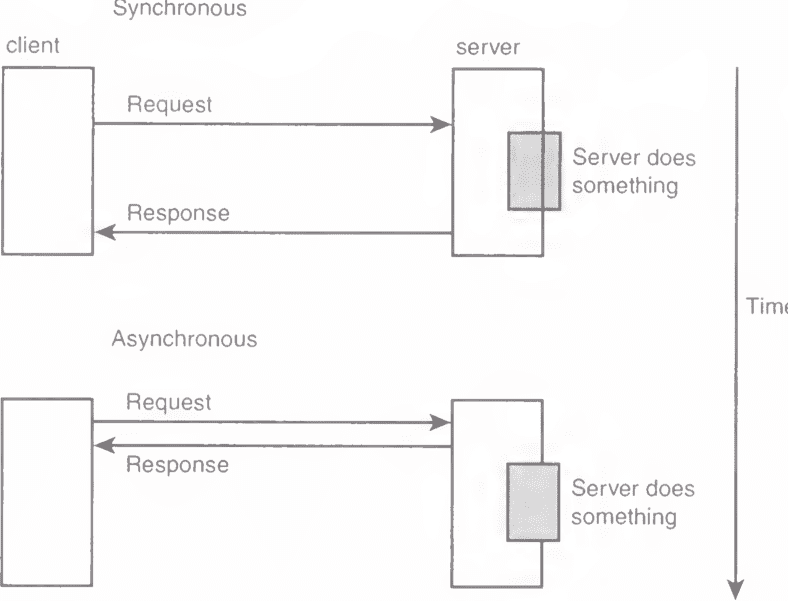 Synchronous
client
server
Request
Server does
something
Response
Time
Asynchronous
Request
Response
Server does
something